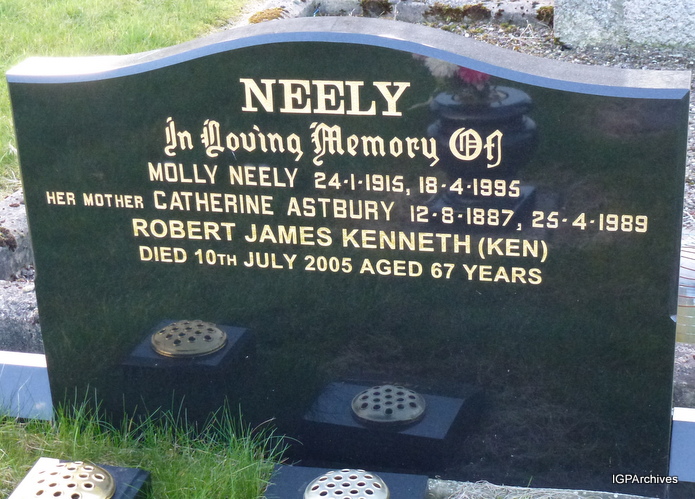 NEELY
In Loving Memory Of
MOLLY NEELY 24-1-1915, 18-4-1995
HER MOTHER CATHERINE ASTBURY 12-8-1887, 25-4-1989
ROBERT JAMES KENNETH (KEN)
DIED 10TH JULY 2005 AGED 67 YEARS
IGPArchives